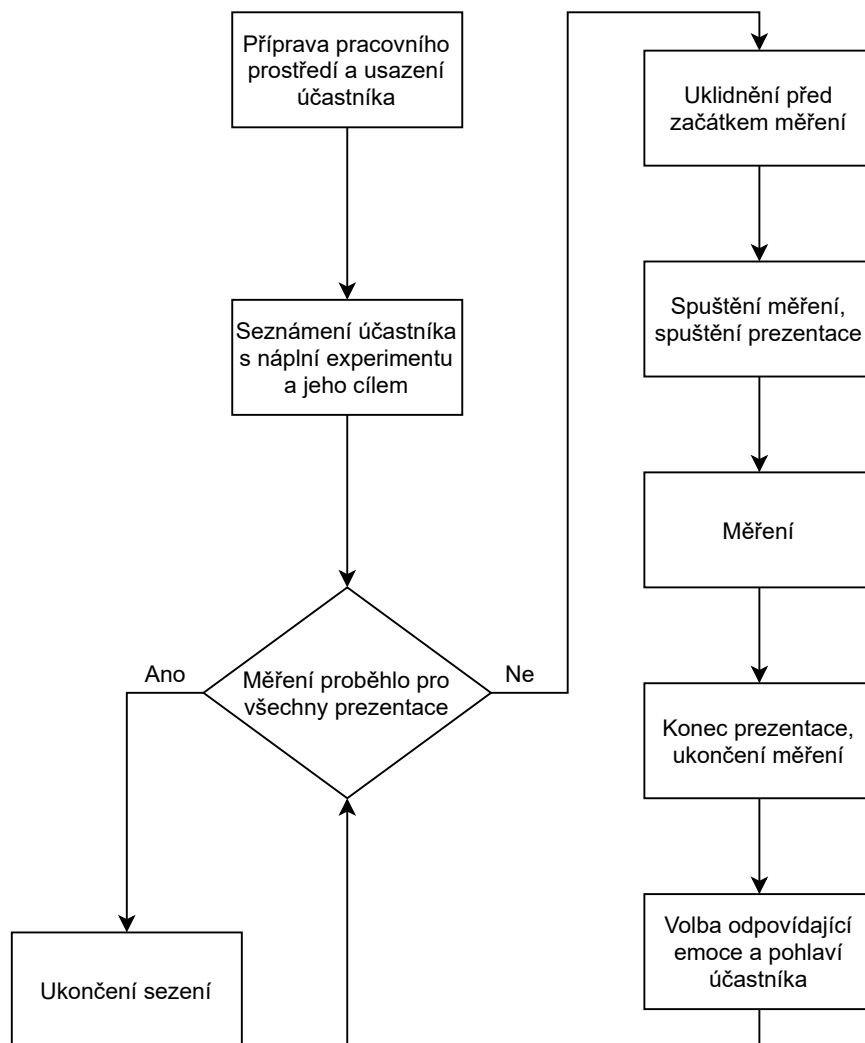 Příprava pracovního
prostředí a usazení
účastníka
Seznámení účastníka
s náplní experimentu
a jeho cílem
Měření proběhlo pro
všechny prezentace
Ano
Ne
Ukončení sezení
Uklidnění před
začátkem měření
Spuštění měření,
spuštění prezentace
Měření
Konec prezentace,
ukončení měření
Volba odpovídající
emoce a pohlaví
účastníka